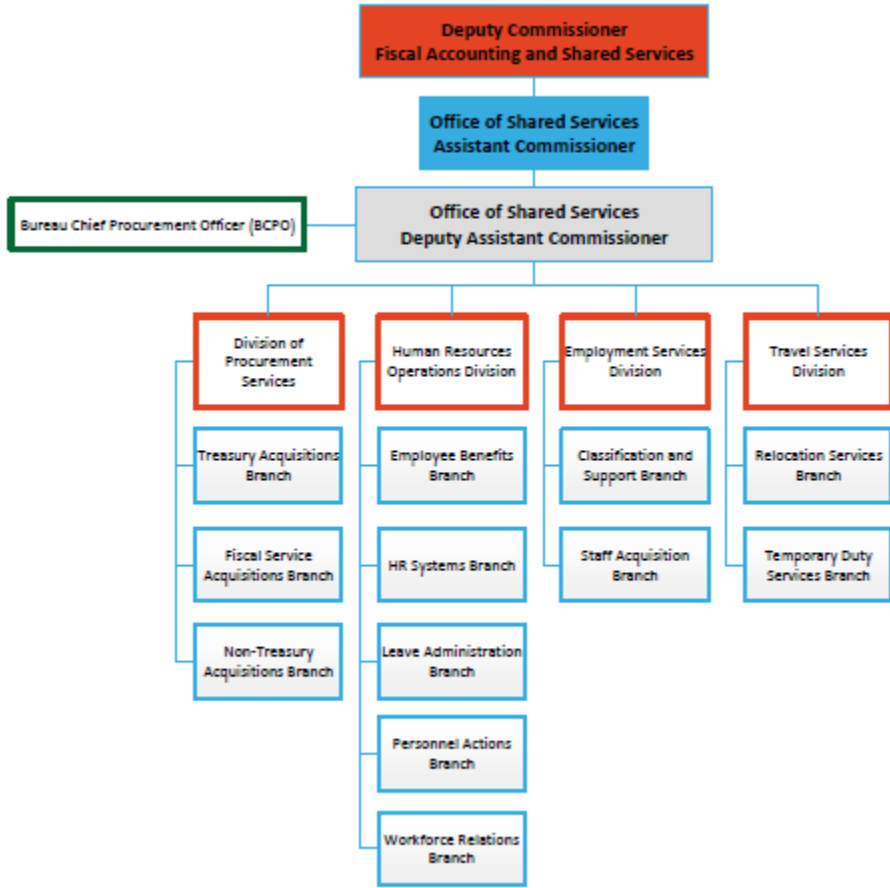 Deputy Commissioner
Fiscal Accounting and Shared Services
Office of Shared Services
Assistant Commissioner
Bureau Chief Procurement Officer (BCPO)
Office of Shared Services
Deputy Assistant Commissioner
Division of
Procurement
Services
Treasury Acquisitions
Branch
Fiscal Service
Acquisitions Branch
Non-Treasury
Acquisitions Branch
Human Resources
Operations Division
Employee Benefits
Branch
HR Systems Branch
Leave Administration
Branch
Personnel Actions
Branch
Workforce Relations
Branch
Employment Services
Division
Classification and
Support Branch
Staff Acquisition
Branch
Travel Services
Division
Relocation Services
Branch
Temporary Duty
Services Branch